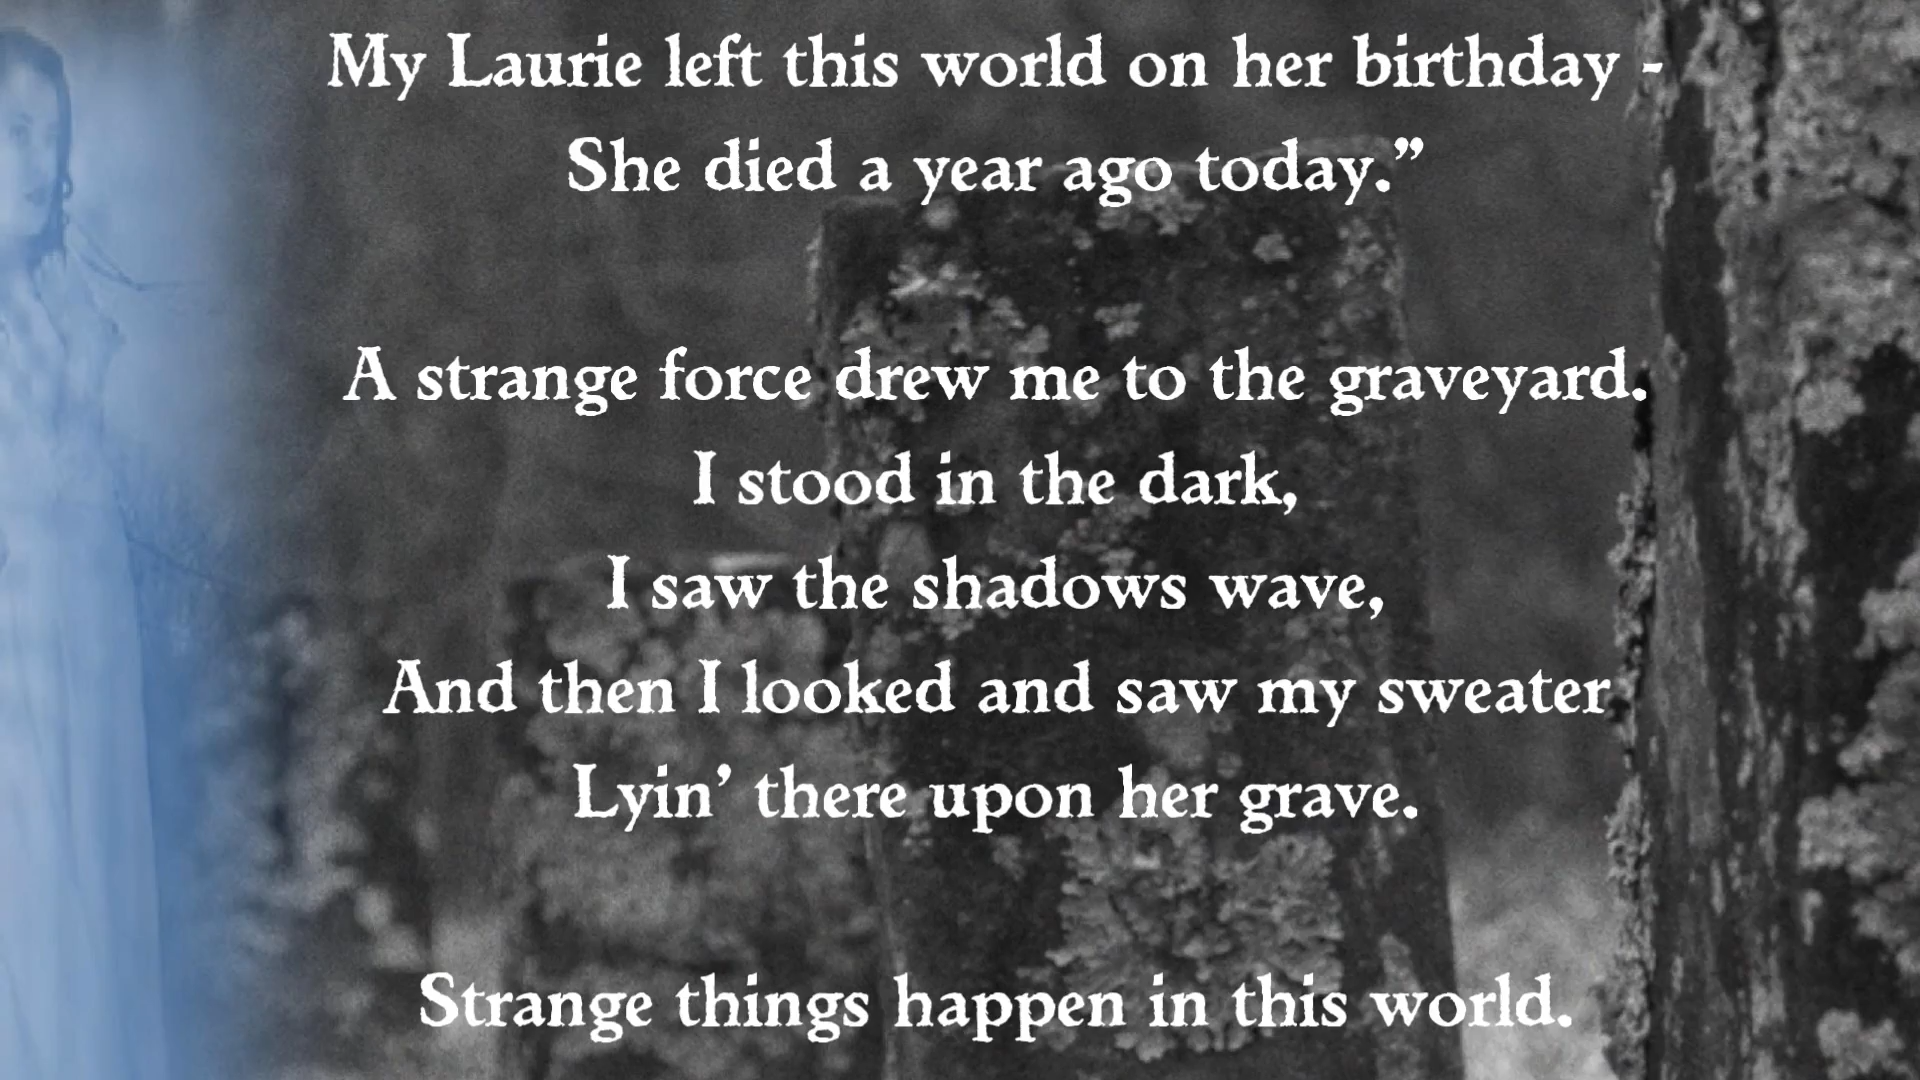 My Laurie left this world on her birthday -
She died a year ago today.”
A strange force drew me to the graveyard.
I stood in the dark,
I saw the shadows wave,
And then I looked and saw my sweater
Lyin’ there upon her grave.
Strange things happen in this world.